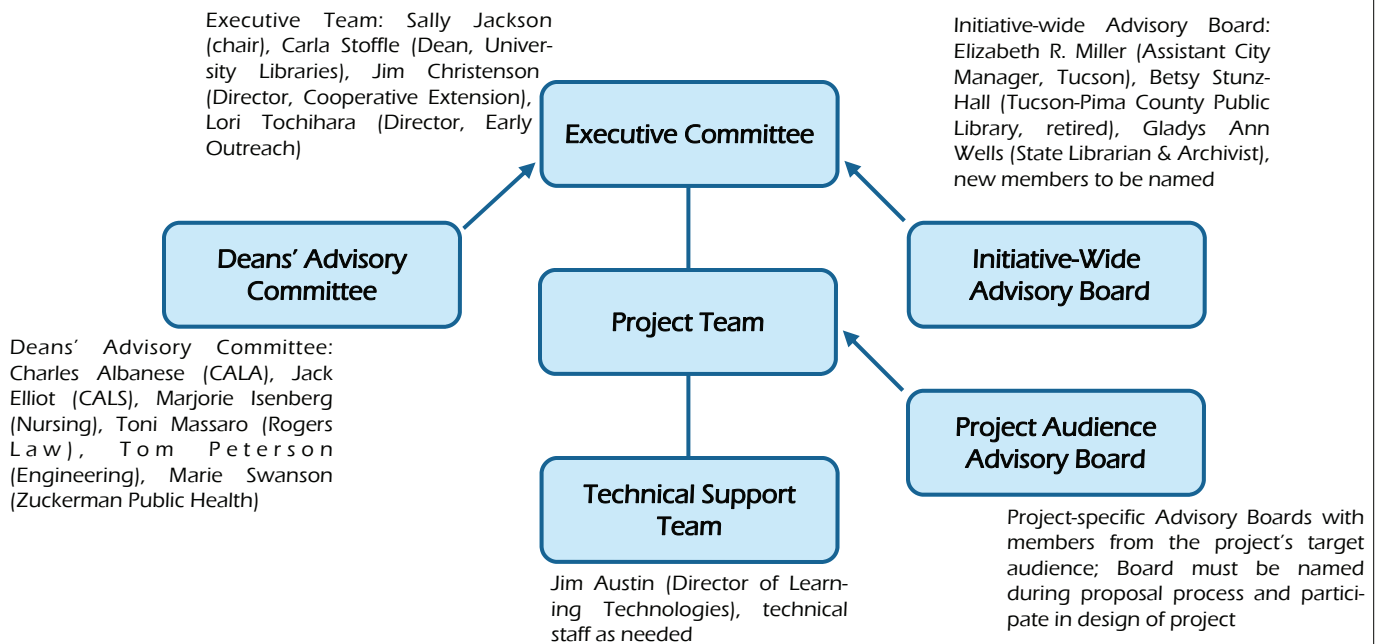 Executive Team: Sally Jackson
(chair), Carla Stoffle (Dean, Univer-
sity Libraries), Jim Christenson
(Director, Cooperative Extension),
Lori Tochihara (Director, Early
Outreach)
Executive Committee
Initiative-wide Advisory Board:
Elizabeth R. Miller (Assistant City
Manager, Tucson), Betsy Stunz-
Hall (Tucson-Pima County Public
Library, retired), Gladys Ann
Wells (State Librarian & Archivist),
new members to be named
Deans' Advisory
Committee
Initiative-Wide
Advisory Board
Project Team
Deans' Advisory Committee:
Charles Albanese (CALA), Jack
Elliot (CALS), Marjorie Isenberg
(Nursing), Toni Massaro (Rogers
Law), Tom Peterson
(Engineering), Marie Swanson
(Zuckerman Public Health)
Project Audience
Advisory Board
Technical Support
Team
Project-specific Advisory Boards with
members from the project's target
audience; Board must be named
during proposal process and partici-
pate in design of project
Jim Austin (Director of Learn-
ing Technologies), technical
staff as needed